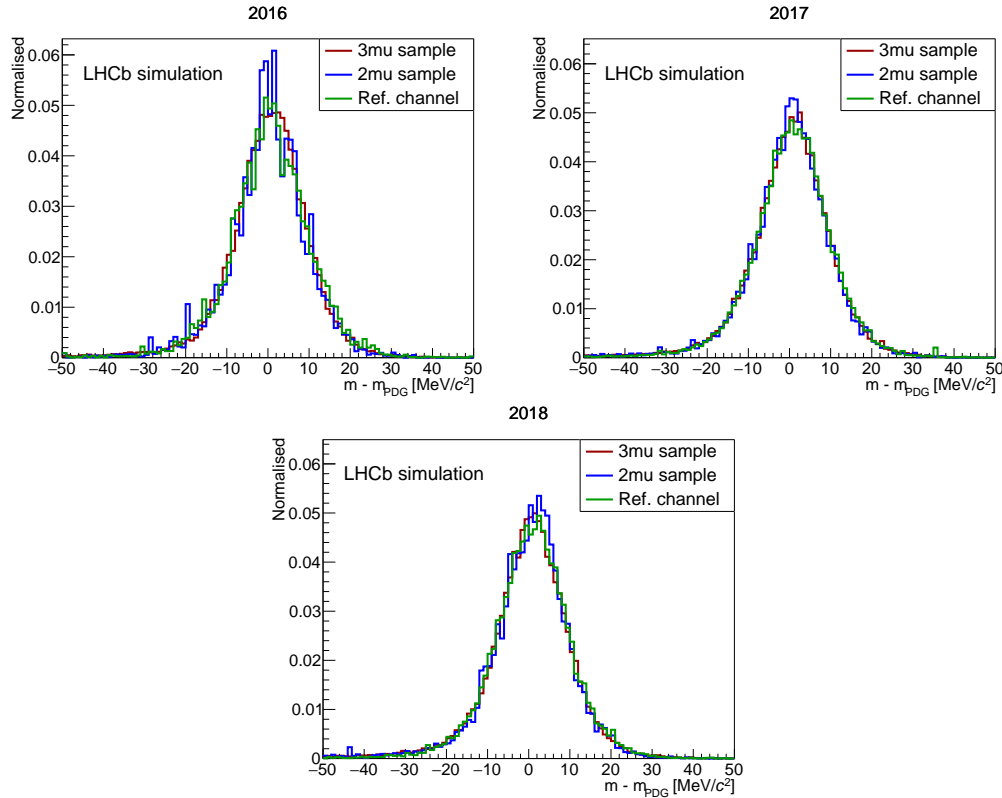 2016
Normalised
0.06
0.05
0.04
0.03
0.02
0.01
0
LHCb simulation
3mu sample
2mu sample
Ref. channel
−50 −40 −30 −20 −10 0 10 20 30 40 50
m - m_PDG [MeV/c²]
2017
Normalised
0.06
0.05
0.04
0.03
0.02
0.01
0
LHCb simulation
3mu sample
2mu sample
Ref. channel
−50 −40 −30 −20 −10 0 10 20 30 40 50
m - m_PDG [MeV/c²]
2018
Normalised
0.06
0.05
0.04
0.03
0.02
0.01
0
LHCb simulation
3mu sample
2mu sample
Ref. channel
−50 −40 −30 −20 −10 0 10 20 30 40 50
m - m_PDG [MeV/c²]